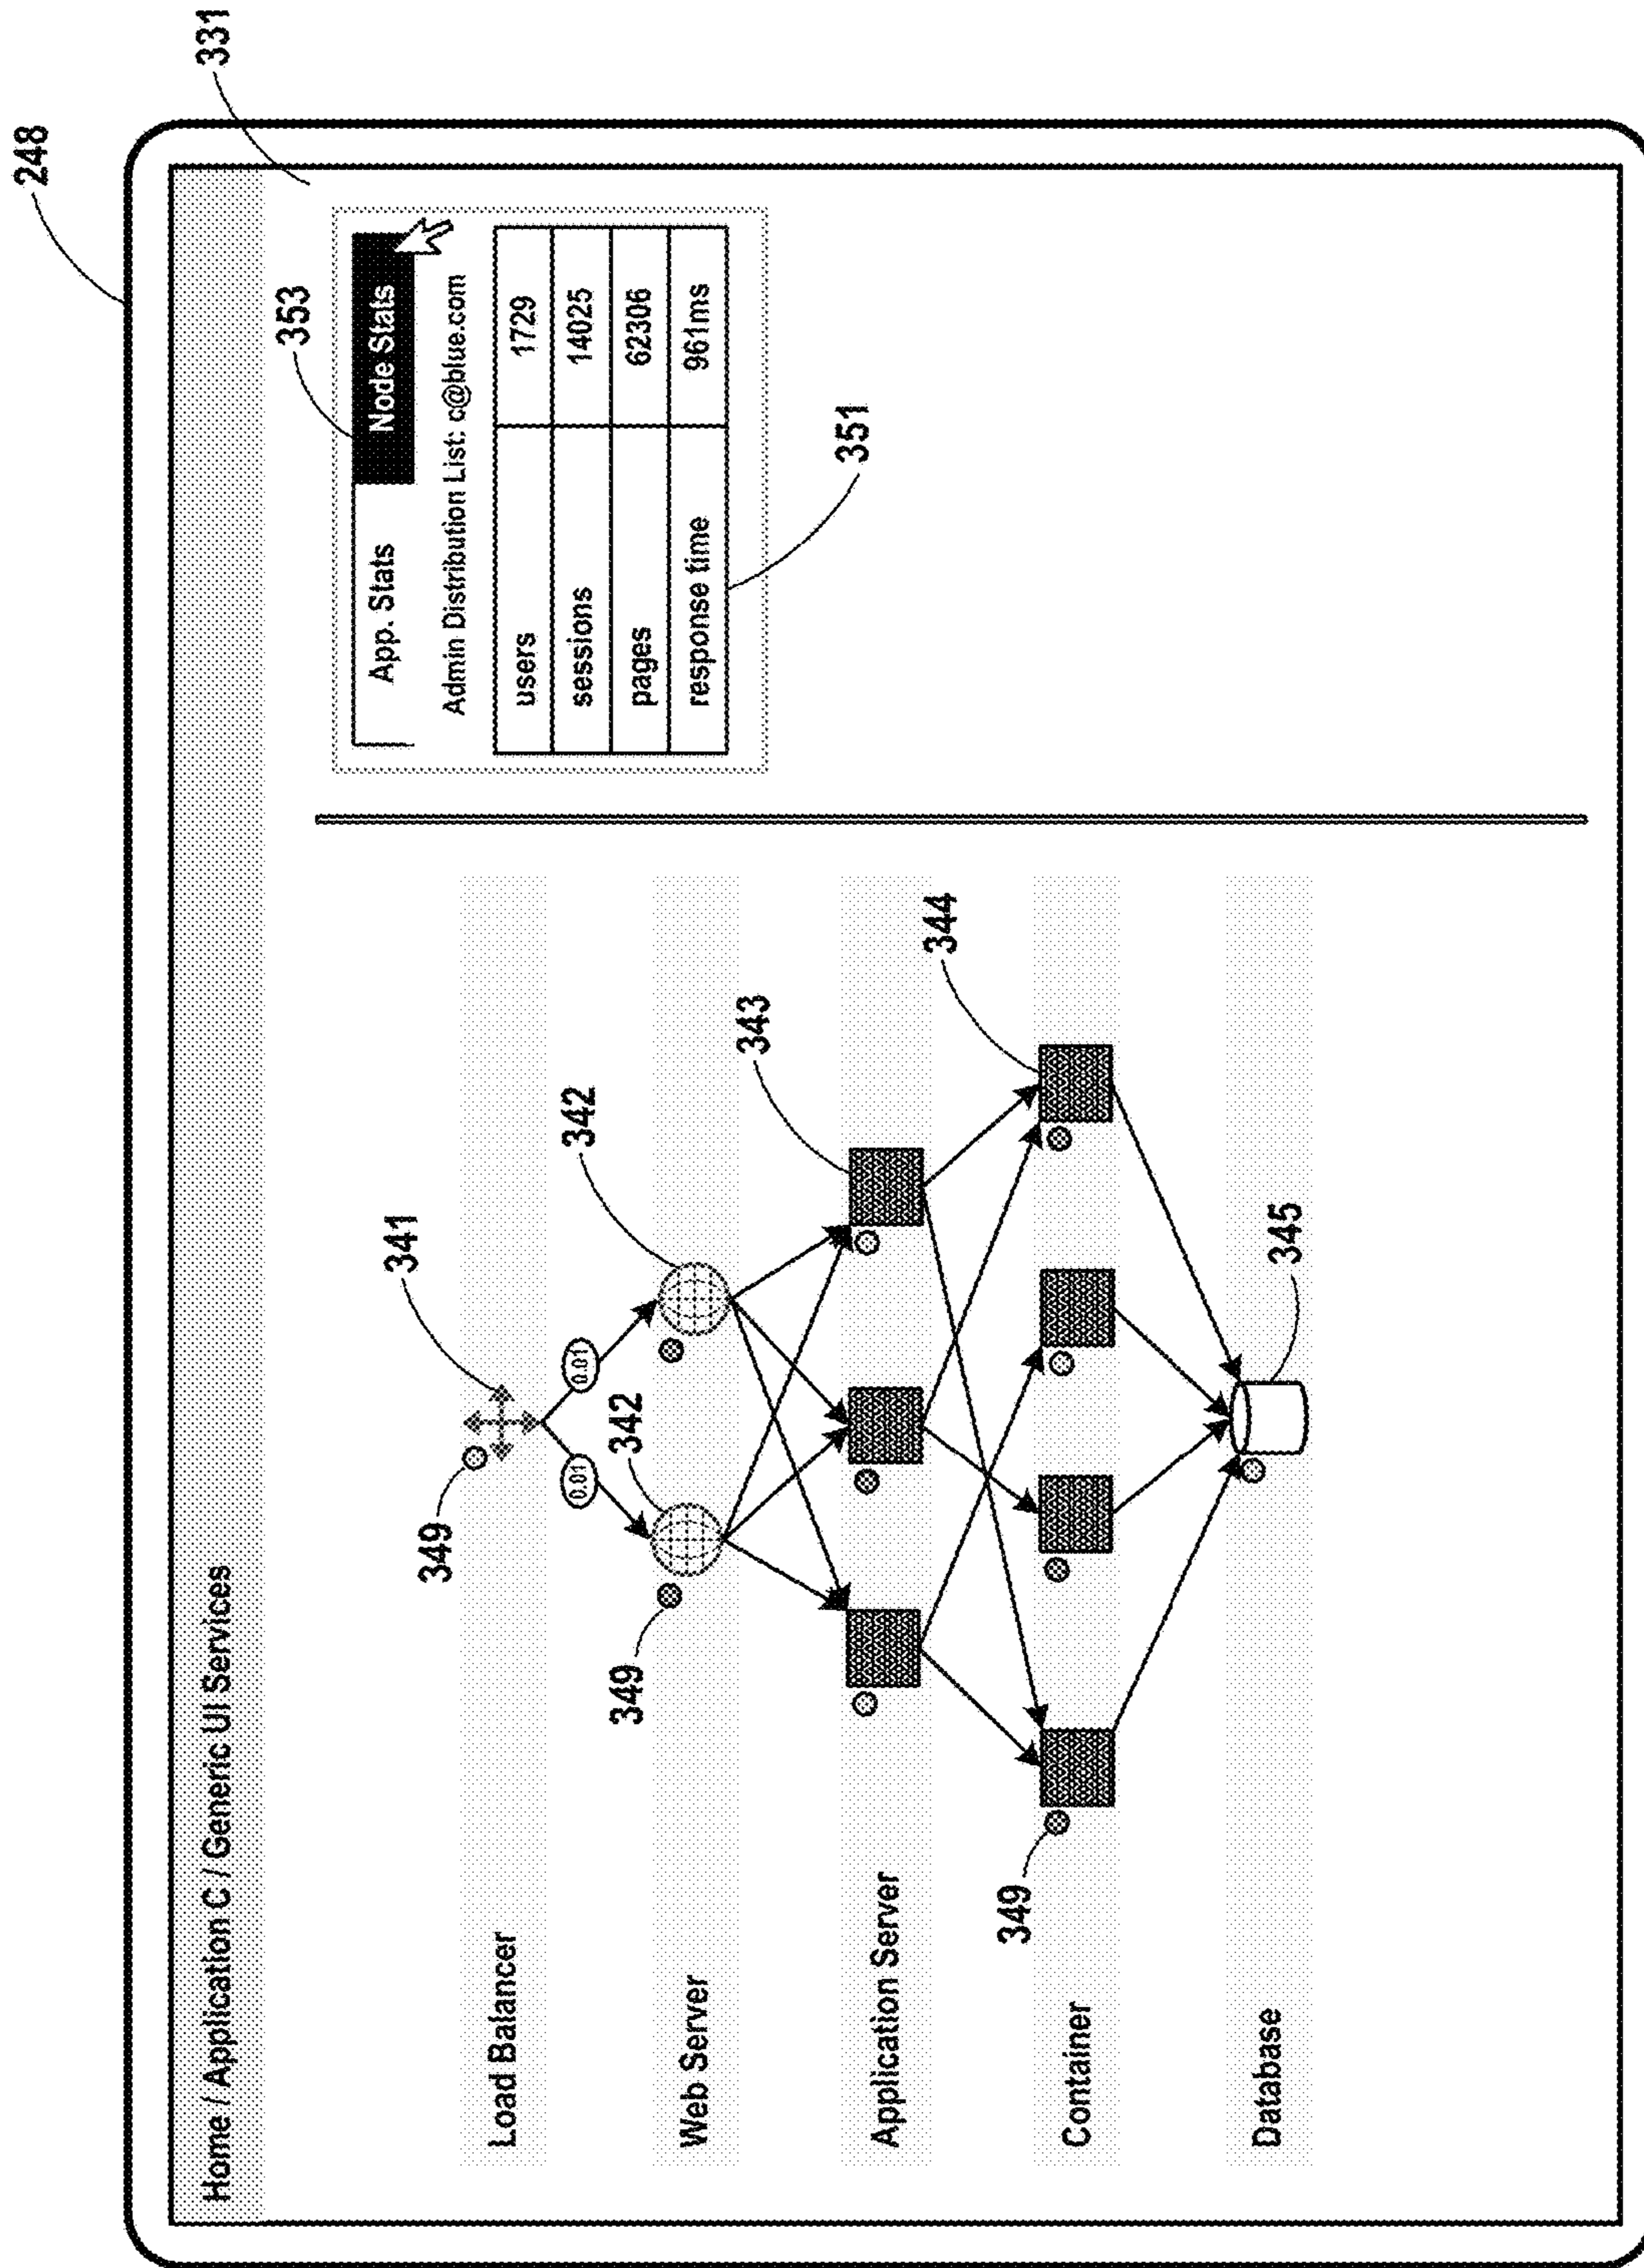 248
331
Home / Application C / Generic UI Services
353
App. Stats
Node Stats
Admin Distribution List: c@blue.com
users 1729
sessions 14025
pages 62306
response time 961ms
351
349
341
Load Balancer
0.01
0.01
342
342
349
Web Server
343
Application Server
344
349
Container
345
Database